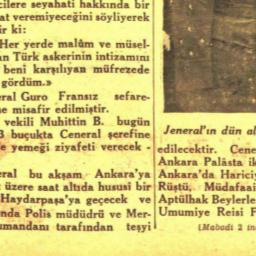 cilere seyahati hakkında bir
at veremiyeceğini söyliyerek
ir ki:
Her yerde malûm ve müsel-
an Türk askerinin intizamını
beni karşılıyan müfrezede
gördüm.»
eral Guro Fransız sefare-
ne misafir edilmiştir.
vekili Muhittin B. bugün
3 buçukta Ceneral şerefine
le yemeği ziyafeti verecek -
eral bu akşam Ankara'ya
üzere saat altıda hususî bir
Haydarpaşa'ya geçecek ve
nda Polis müdürü ve Mer-
umandanı tarafından teşyi
Jeneral'ın dün al
edilecektir. Cene
Ankara Palâsta ik
Ankara'da Hariciy
Rüştü, Müdafaai
Aptülhak Beylerle
Umumiye Reisi F
(Mabadi 2 in